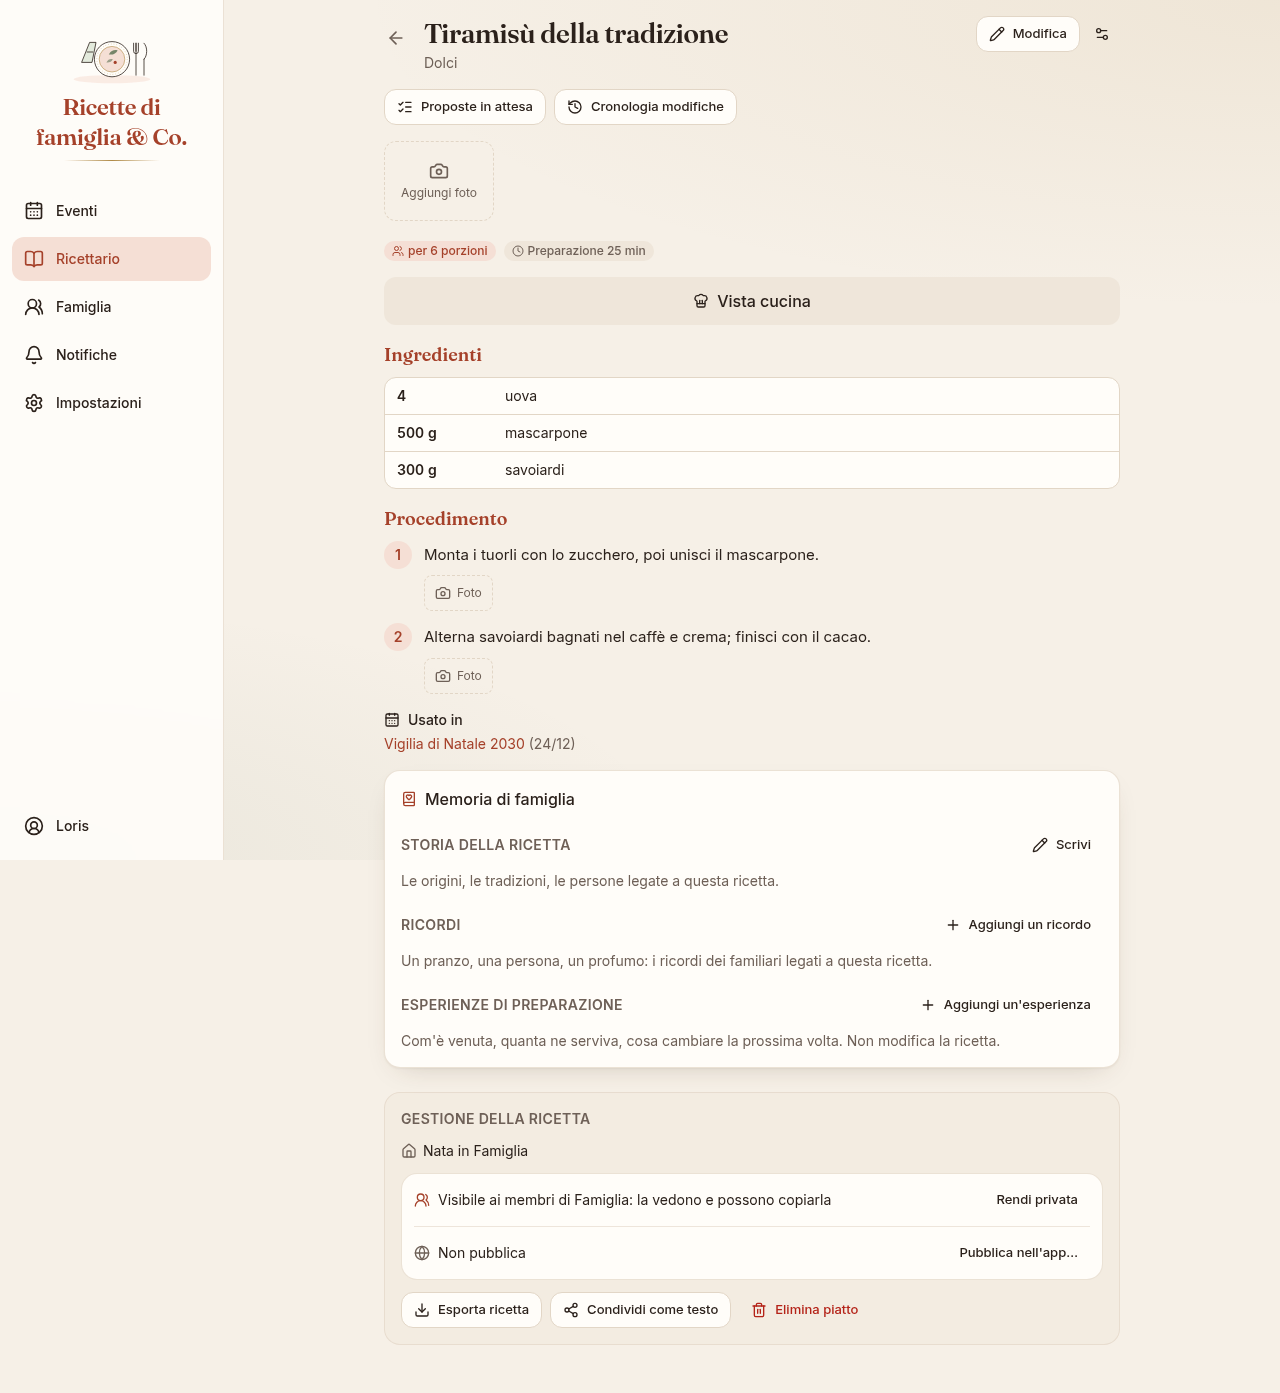 Ricette di
famiglia & Co.
Eventi
Ricettario
Famiglia
Notifiche
Impostazioni
Loris
Tiramisù della tradizione
Dolci
Modifica
Proposte in attesa
Cronologia modifiche
Aggiungi foto
per 6 porzioni
Preparazione 25 min
Vista cucina
Ingredienti
4 uova
500 g mascarpone
300 g savoiardi
Procedimento
1 Monta i tuorli con lo zucchero, poi unisci il mascarpone.
Foto
2 Alterna savoiardi bagnati nel caffè e crema; finisci con il cacao.
Foto
Usato in
Vigilia di Natale 2030 (24/12)
Memoria di famiglia
STORIA DELLA RICETTA
Scrivi
Le origini, le tradizioni, le persone legate a questa ricetta.
RICORDI
Aggiungi un ricordo
Un pranzo, una persona, un profumo: i ricordi dei familiari legati a questa ricetta.
ESPERIENZE DI PREPARAZIONE
Aggiungi un'esperienza
Com'è venuta, quanta ne serviva, cosa cambiare la prossima volta. Non modifica la ricetta.
GESTIONE DELLA RICETTA
Nata in Famiglia
Visibile ai membri di Famiglia: la vedono e possono copiarla
Rendi privata
Non pubblica
Pubblica nell'app...
Esporta ricetta
Condividi come testo
Elimina piatto